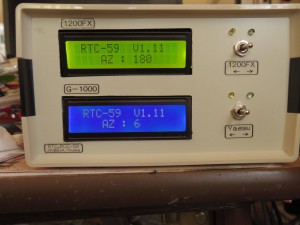 1200FX
RTC-59 V1.11
AZ : 180
1200FX
← →
G-1000
RTC-59 V1.11
AZ : 6
Yaesu
← →